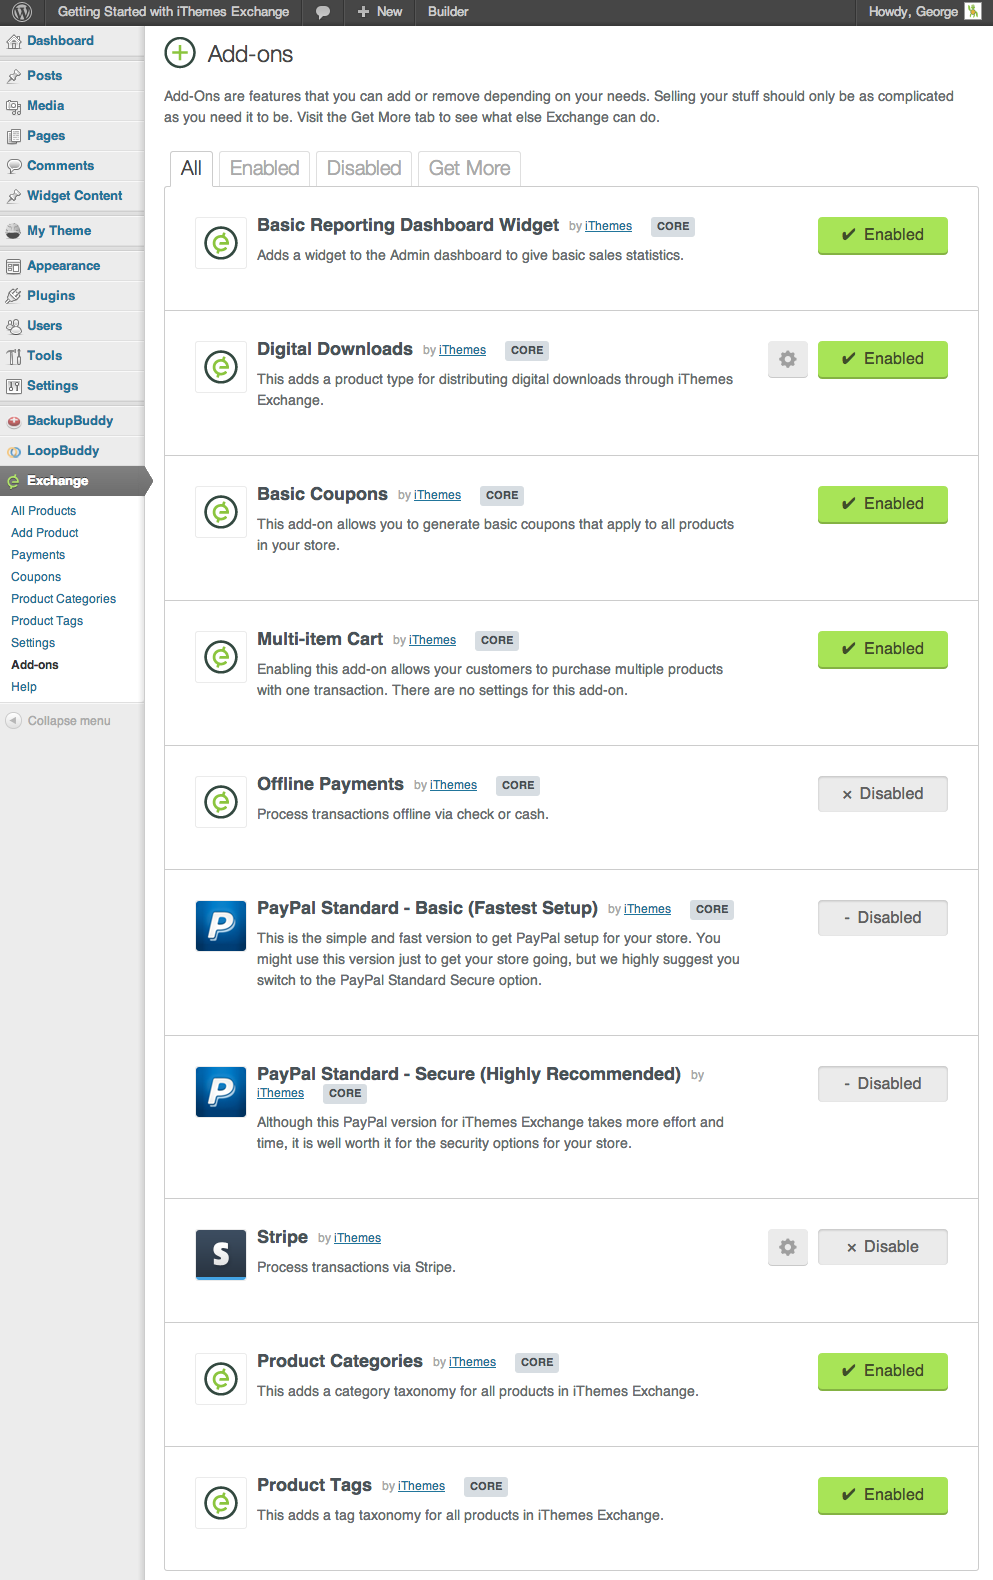 Getting Started with iThemes Exchange
+ New
Builder
Howdy, George
Dashboard
Posts
Media
Pages
Comments
Widget Content
My Theme
Appearance
Plugins
Users
Tools
Settings
BackupBuddy
LoopBuddy
Exchange
All Products
Add Product
Payments
Coupons
Product Categories
Product Tags
Settings
Add-ons
Help
Collapse menu
Add-ons
Add-Ons are features that you can add or remove depending on your needs. Selling your stuff should only be as complicated
as you need it to be. Visit the Get More tab to see what else Exchange can do.
All
Enabled
Disabled
Get More
Basic Reporting Dashboard Widget by iThemes CORE
✔ Enabled
Adds a widget to the Admin dashboard to give basic sales statistics.
Digital Downloads by iThemes CORE
✔ Enabled
This adds a product type for distributing digital downloads through iThemes
Exchange.
Basic Coupons by iThemes CORE
✔ Enabled
This add-on allows you to generate basic coupons that apply to all products
in your store.
Multi-item Cart by iThemes CORE
✔ Enabled
Enabling this add-on allows your customers to purchase multiple products
with one transaction. There are no settings for this add-on.
Offline Payments by iThemes CORE
× Disabled
Process transactions offline via check or cash.
P
PayPal Standard - Basic (Fastest Setup) by iThemes CORE
- Disabled
This is the simple and fast version to get PayPal setup for your store. You
might use this version just to get your store going, but we highly suggest you
switch to the PayPal Standard Secure option.
P
PayPal Standard - Secure (Highly Recommended) by
iThemes CORE
- Disabled
Although this PayPal version for iThemes Exchange takes more effort and
time, it is well worth it for the security options for your store.
S
Stripe by iThemes
× Disable
Process transactions via Stripe.
Product Categories by iThemes CORE
✔ Enabled
This adds a category taxonomy for all products in iThemes Exchange.
Product Tags by iThemes CORE
✔ Enabled
This adds a tag taxonomy for all products in iThemes Exchange.